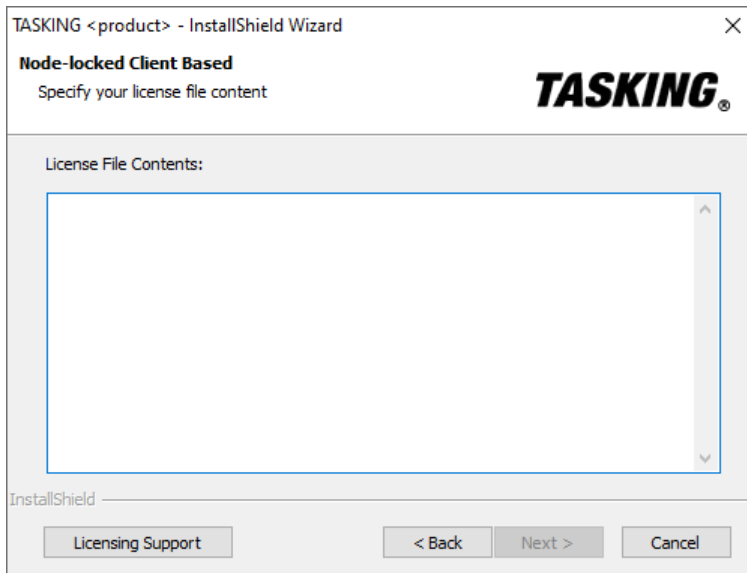 TASKING <product> - InstallShield Wizard
Node-locked Client Based
Specify your license file content
TASKING®
License File Contents:
InstallShield
Licensing Support
< Back
Next >
Cancel